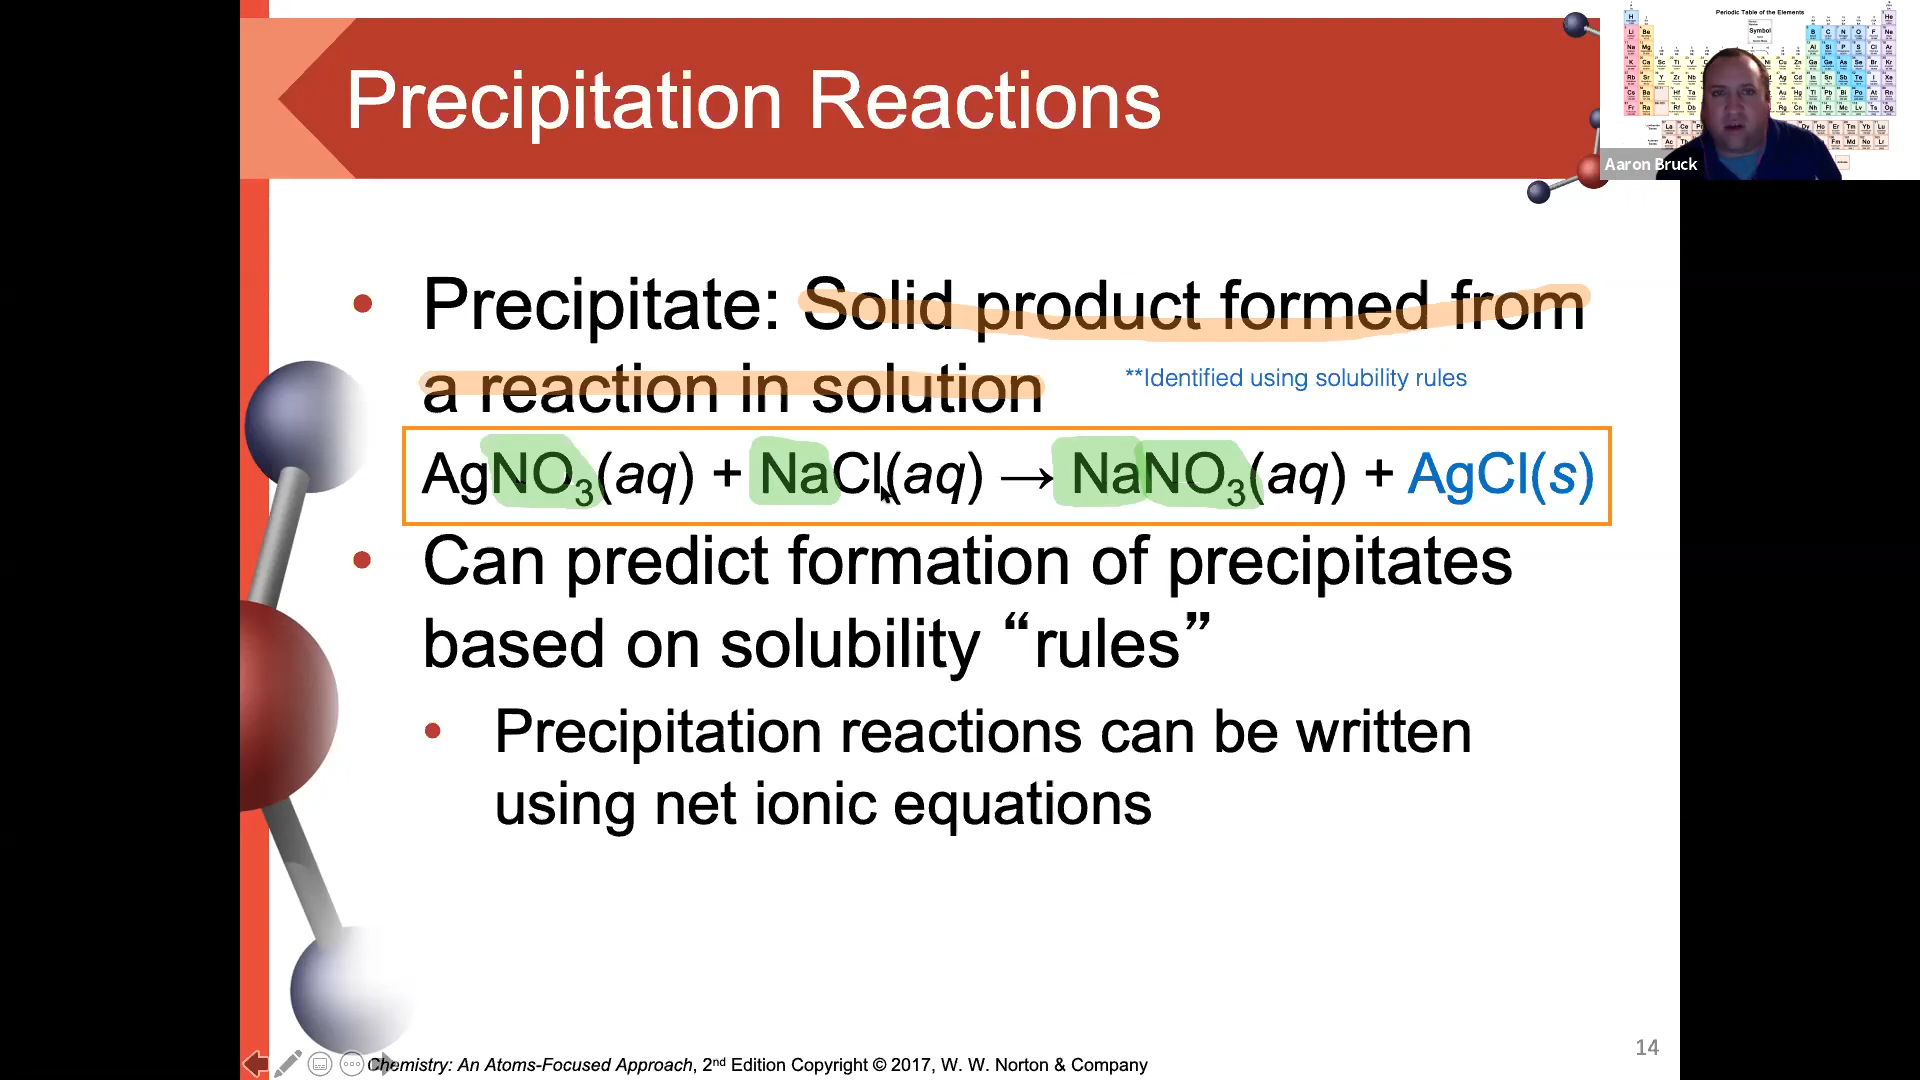 Precipitation Reactions
Periodic Table of the Elements
Symbol
Aaron Bruck
• Precipitate: Solid product formed from
a reaction in solution
**Identified using solubility rules
AgNO₃(aq) + NaCl(aq) → NaNO₃(aq) + AgCl(s)
• Can predict formation of precipitates
based on solubility “rules”
• Precipitation reactions can be written
using net ionic equations
14
Chemistry: An Atoms-Focused Approach, 2nd Edition Copyright © 2017, W. W. Norton & Company